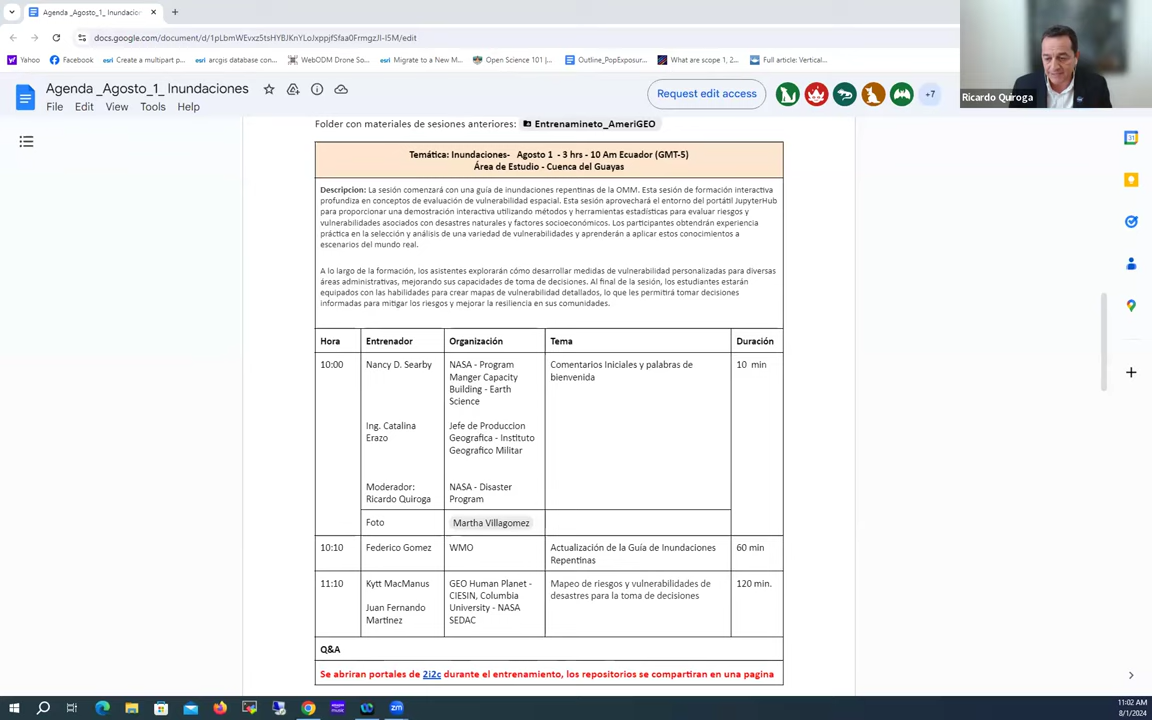 Agenda _Agosto_1_ Inundacion
docs.google.com/document/d/1pLbmWEvxz5tsHYBJKnYLoJxppjfSfaa0FrmgzJl-I5M/edit
Yahoo
Facebook
esri Create a multipart p...
esri arcgis database con...
WebODM Drone So...
esri Migrate to a New M...
Open Science 101 |...
Outline_PopExposur...
What are scope 1, 2...
Full article: Vertical...
Agenda _Agosto_1_ Inundaciones
File Edit View Tools Help
Request edit access
+7
Ricardo Quiroga
Folder con materiales de sesiones anteriores: Entrenamineto_AmeriGEO
Temática: Inundaciones- Agosto 1 - 3 hrs - 10 Am Ecuador (GMT-5)
Área de Estudio - Cuenca del Guayas
Descripcion: La sesión comenzará con una guía de inundaciones repentinas de la OMM. Esta sesión de formación interactiva
profundiza en conceptos de evaluación de vulnerabilidad espacial. Esta sesión aprovechará el entorno del portátil JupyterHub
para proporcionar una demostración interactiva utilizando métodos y herramientas estadísticas para evaluar riesgos y
vulnerabilidades asociados con desastres naturales y factores socioeconómicos. Los participantes obtendrán experiencia
práctica en la selección y análisis de una variedad de vulnerabilidades y aprenderán a aplicar estos conocimientos a
escenarios del mundo real.
A lo largo de la formación, los asistentes explorarán cómo desarrollar medidas de vulnerabilidad personalizadas para diversas
áreas administrativas, mejorando sus capacidades de toma de decisiones. Al final de la sesión, los estudiantes estarán
equipados con las habilidades para crear mapas de vulnerabilidad detallados, lo que les permitirá tomar decisiones
informadas para mitigar los riesgos y mejorar la resiliencia en sus comunidades.
Hora Entrenador Organización Tema Duración
10:00 Nancy D. Searby NASA - Program Comentarios Iniciales y palabras de 10 min
Manger Capacity bienvenida
Building - Earth
Science
Ing. Catalina Jefe de Produccion
Erazo Geografica - Instituto
Geografico Militar
Moderador: NASA - Disaster
Ricardo Quiroga Program
Foto Martha Villagomez
10:10 Federico Gomez WMO Actualización de la Guía de Inundaciones 60 min
Repentinas
11:10 Kytt MacManus GEO Human Planet - Mapeo de riesgos y vulnerabilidades de 120 min.
CIESIN, Columbia desastres para la toma de decisiones
Juan Fernando University - NASA
Martínez SEDAC
Q&A
Se abriran portales de 2i2c durante el entrenamiento, los repositorios se compartiran en una pagina
11:02 AM
8/1/2024